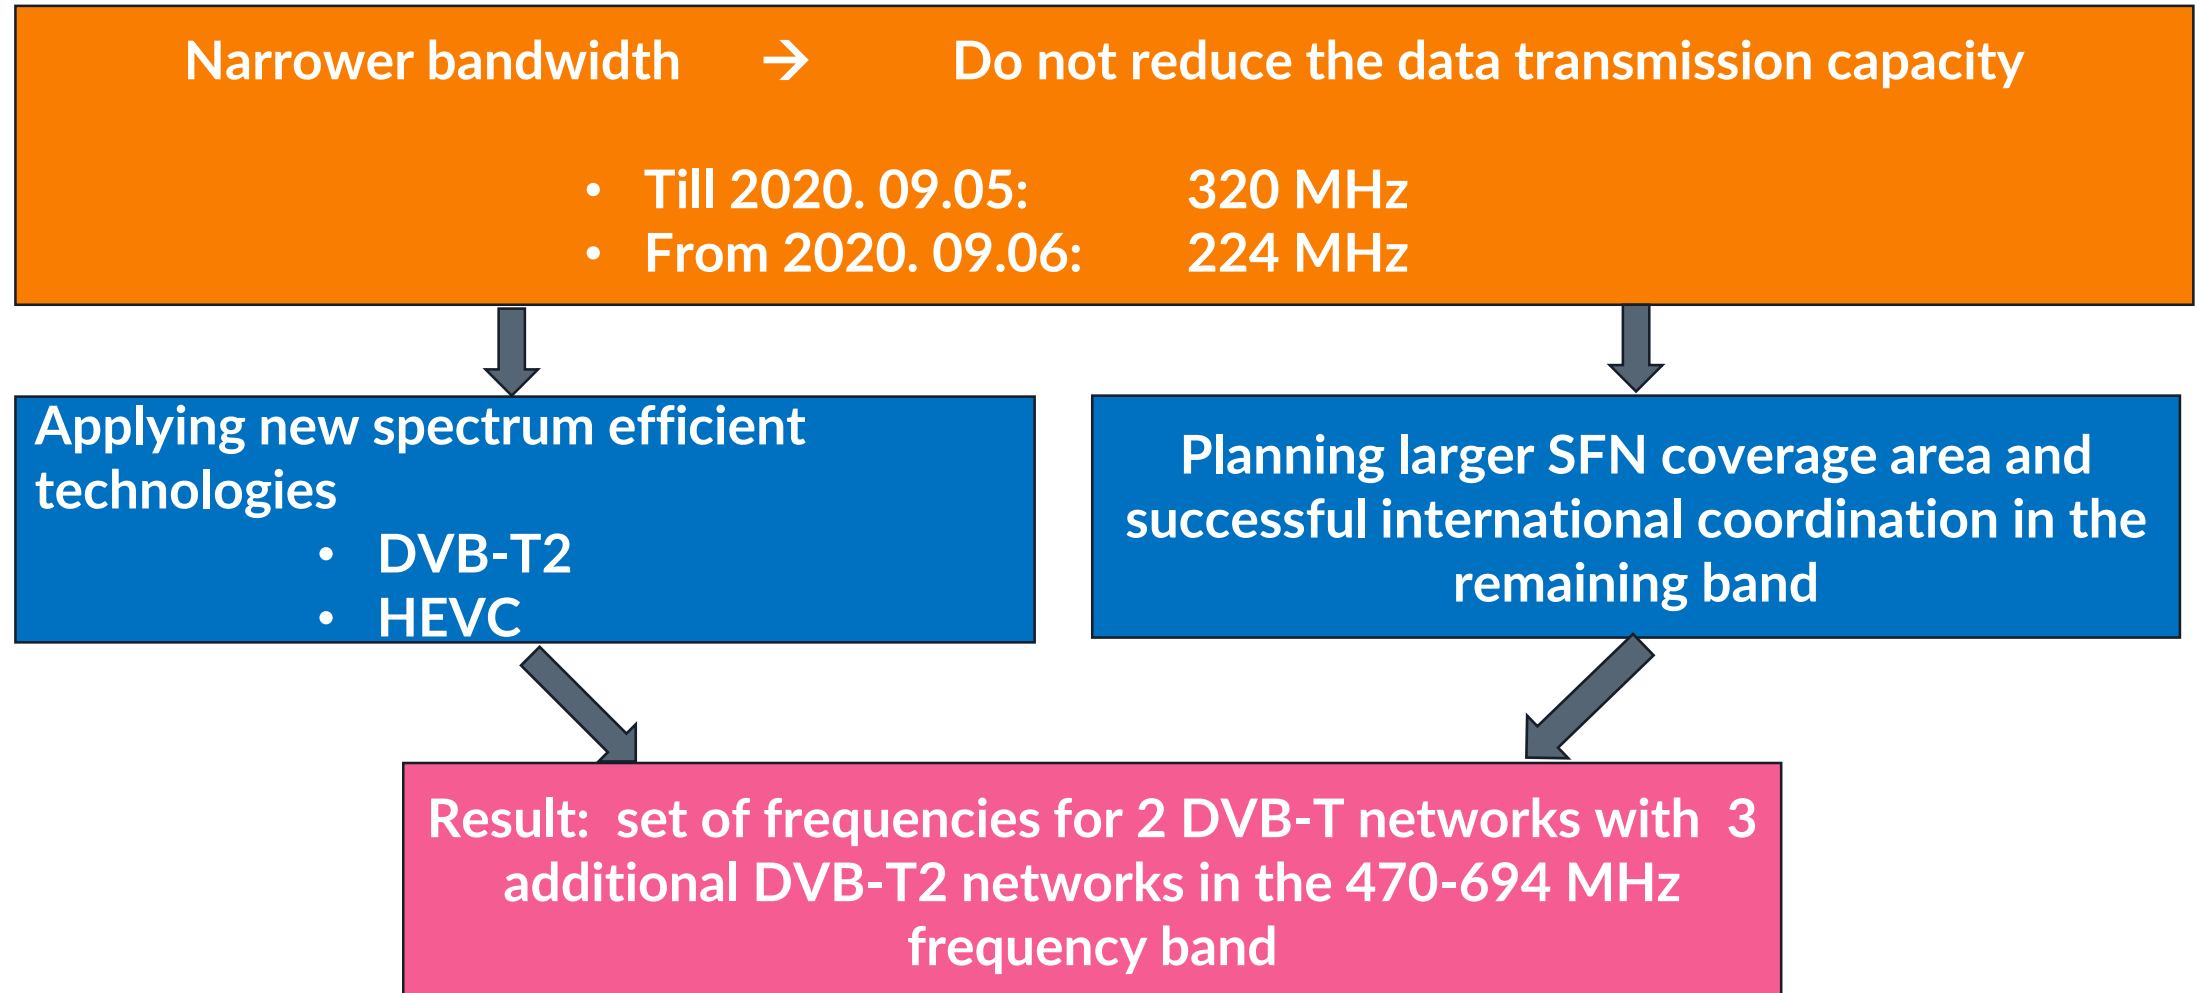 Narrower bandwidth → Do not reduce the data transmission capacity
• Till 2020. 09.05: 320 MHz
• From 2020. 09.06: 224 MHz
Applying new spectrum efficient
technologies
• DVB-T2
• HEVC
Planning larger SFN coverage area and
successful international coordination in the
remaining band
Result: set of frequencies for 2 DVB-T networks with 3
additional DVB-T2 networks in the 470-694 MHz
frequency band